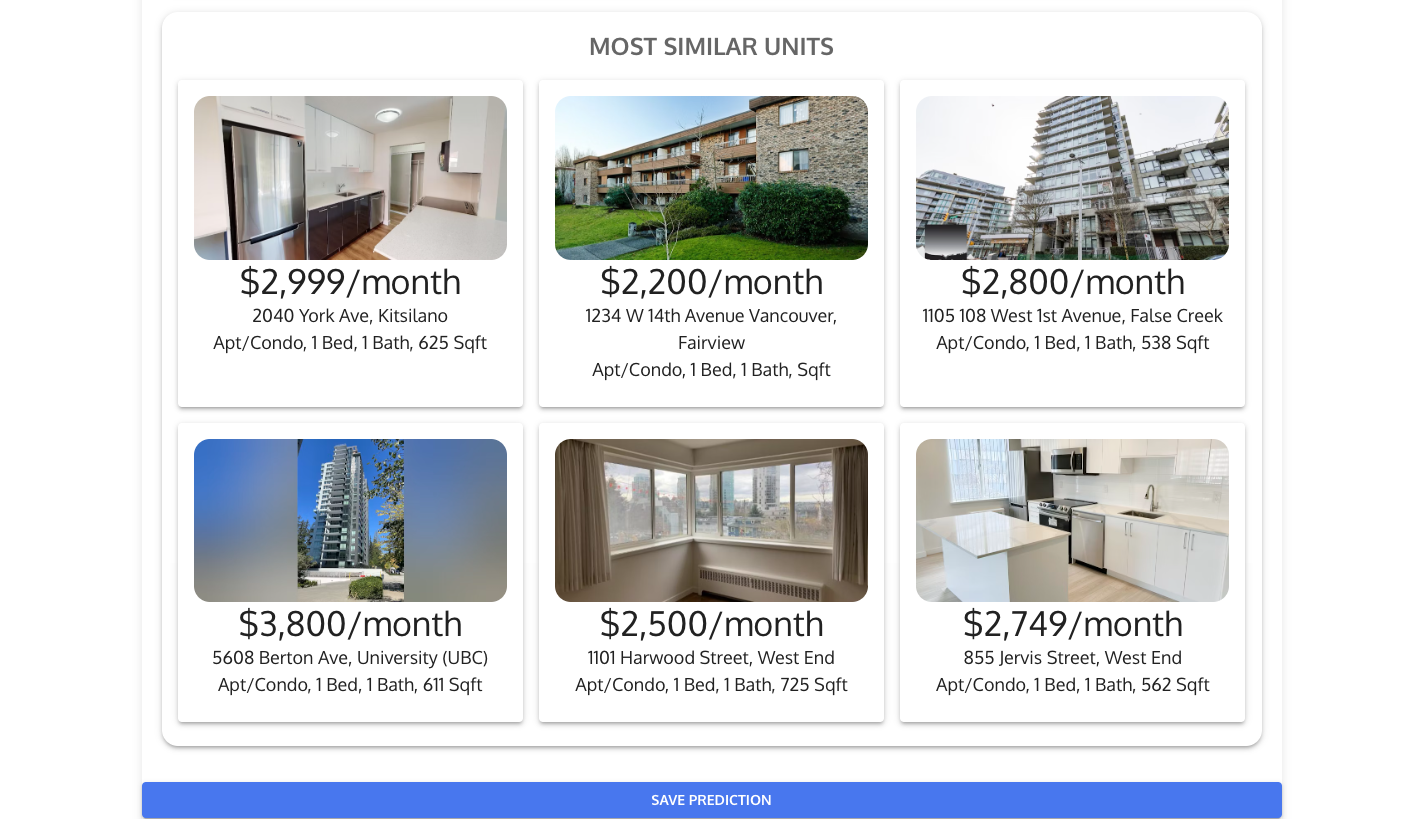 MOST SIMILAR UNITS
$2,999/month
2040 York Ave, Kitsilano
Apt/Condo, 1 Bed, 1 Bath, 625 Sqft
$2,200/month
1234 W 14th Avenue Vancouver,
Fairview
Apt/Condo, 1 Bed, 1 Bath, Sqft
$2,800/month
1105 108 West 1st Avenue, False Creek
Apt/Condo, 1 Bed, 1 Bath, 538 Sqft
$3,800/month
5608 Berton Ave, University (UBC)
Apt/Condo, 1 Bed, 1 Bath, 611 Sqft
$2,500/month
1101 Harwood Street, West End
Apt/Condo, 1 Bed, 1 Bath, 725 Sqft
$2,749/month
855 Jervis Street, West End
Apt/Condo, 1 Bed, 1 Bath, 562 Sqft
SAVE PREDICTION